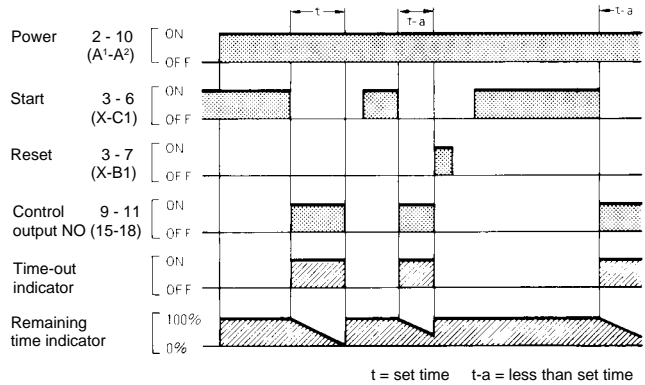 t
t-a
t-a
Power 2 - 10 ON
(A¹-A²) OFF
Start 3 - 6 ON
(X-C1) OFF
Reset 3 - 7 ON
(X-B1) OFF
Control 9 - 11 ON
output NO (15-18) OFF
Time-out ON
indicator OFF
Remaining 100%
time indicator 0%
t = set time t-a = less than set time